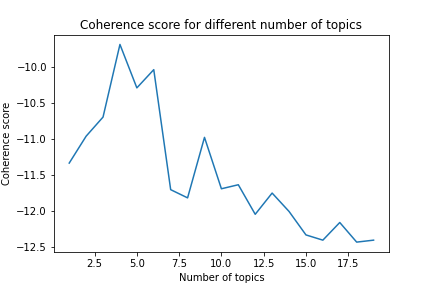 Coherence score for different number of topics
−10.0
−10.5
−11.0
−11.5
−12.0
−12.5
Coherence score
2.5 5.0 7.5 10.0 12.5 15.0 17.5
Number of topics